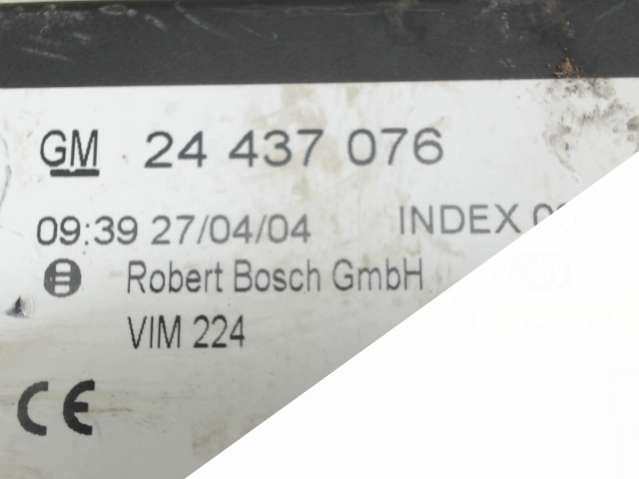 GM 24 437 076
09:39 27/04/04 INDEX
Robert Bosch GmbH
VIM 224
CE